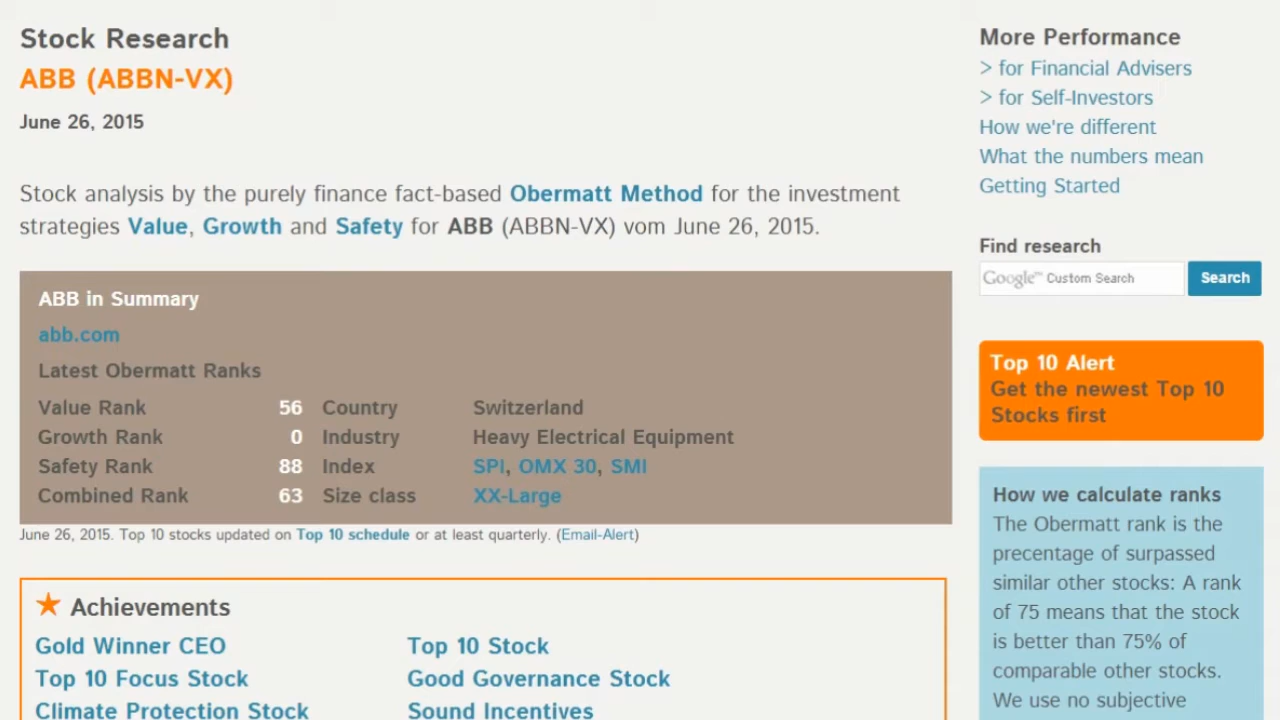 Stock Research
ABB (ABBN-VX)
June 26, 2015
Stock analysis by the purely finance fact-based Obermatt Method for the investment
strategies Value, Growth and Safety for ABB (ABBN-VX) vom June 26, 2015.
ABB in Summary
abb.com
Latest Obermatt Ranks
Value Rank 56 Country Switzerland
Growth Rank 0 Industry Heavy Electrical Equipment
Safety Rank 88 Index SPI, OMX 30, SMI
Combined Rank 63 Size class XX-Large
June 26, 2015. Top 10 stocks updated on Top 10 schedule or at least quarterly. (Email-Alert)
★ Achievements
Gold Winner CEO Top 10 Stock
Top 10 Focus Stock Good Governance Stock
Climate Protection Stock Sound Incentives
More Performance
> for Financial Advisers
> for Self-Investors
How we're different
What the numbers mean
Getting Started
Find research
Google™ Custom Search Search
Top 10 Alert
Get the newest Top 10
Stocks first
How we calculate ranks
The Obermatt rank is the
precentage of surpassed
similar other stocks: A rank
of 75 means that the stock
is better than 75% of
comparable other stocks.
We use no subjective